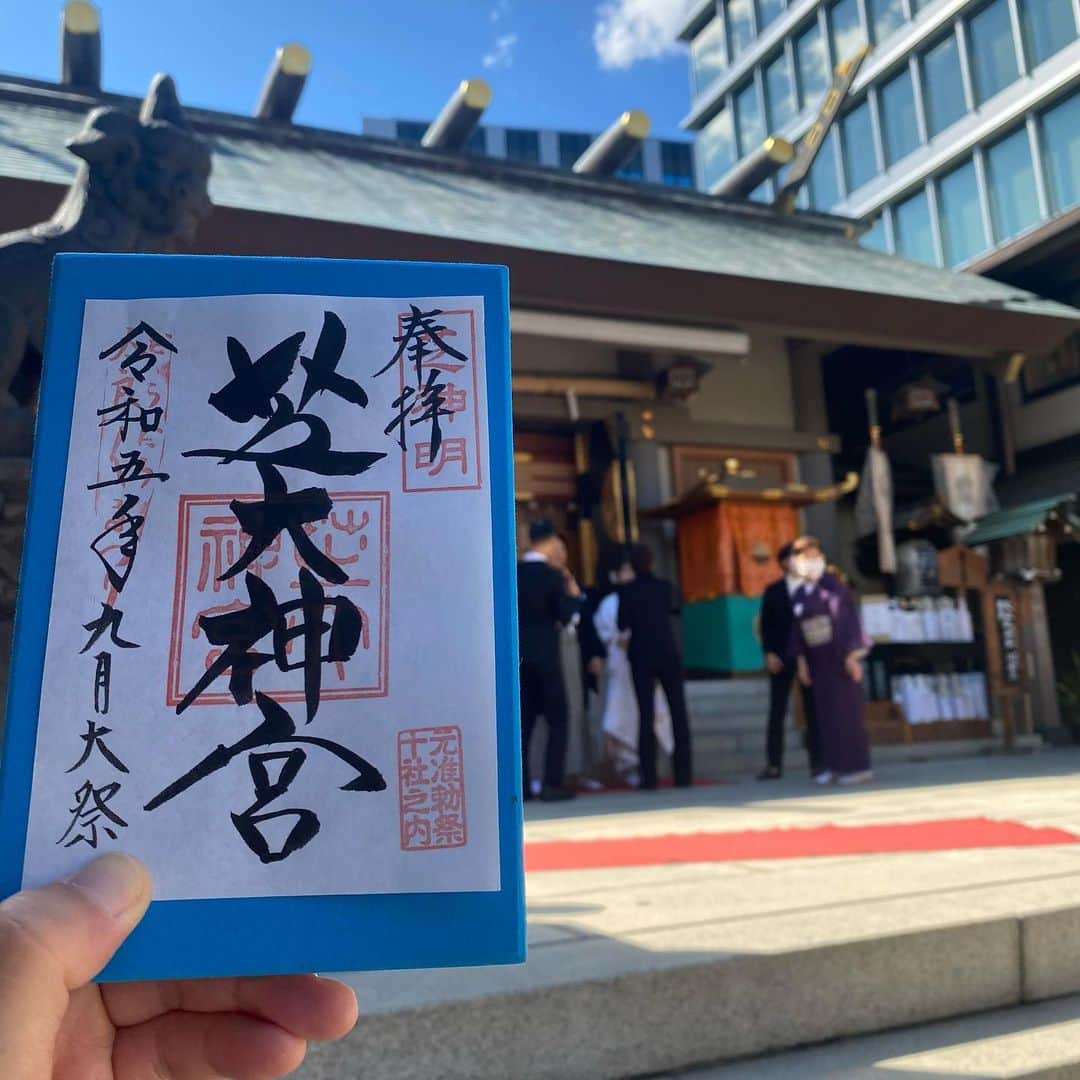 奉拝
芝神明
芝大神宮
令和五年九月大祭
元准勅祭
十社之内